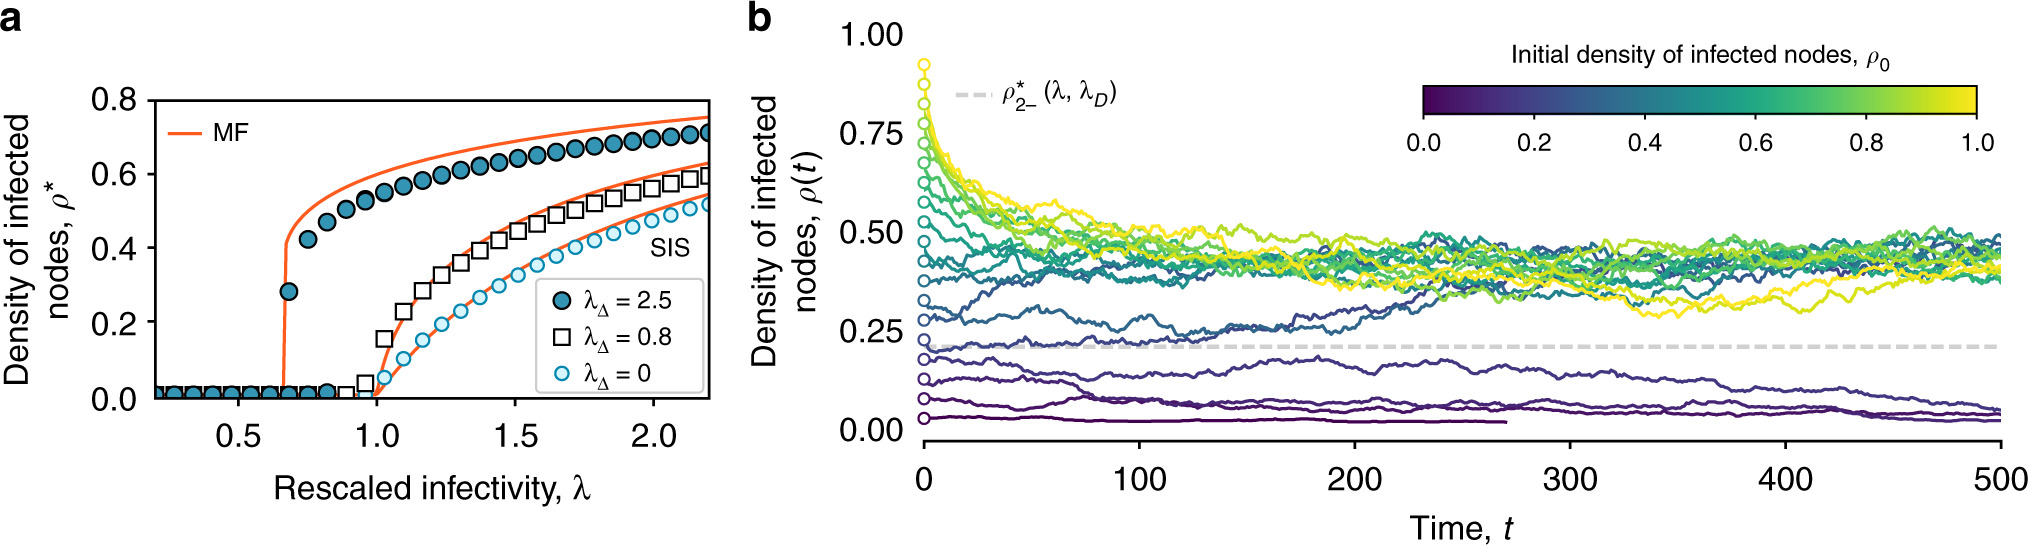 a
Density of infected
nodes, ρ*
0.8
0.6
0.4
0.2
0.0
MF
SIS
λΔ = 2.5
λΔ = 0.8
λΔ = 0
0.5 1.0 1.5 2.0
Rescaled infectivity, λ
b
Density of infected
nodes, ρ(t)
1.00
0.75
0.50
0.25
0.00
ρ*2– (λ, λD)
Initial density of infected nodes, ρ0
0.0 0.2 0.4 0.6 0.8 1.0
0 100 200 300 400 500
Time, t